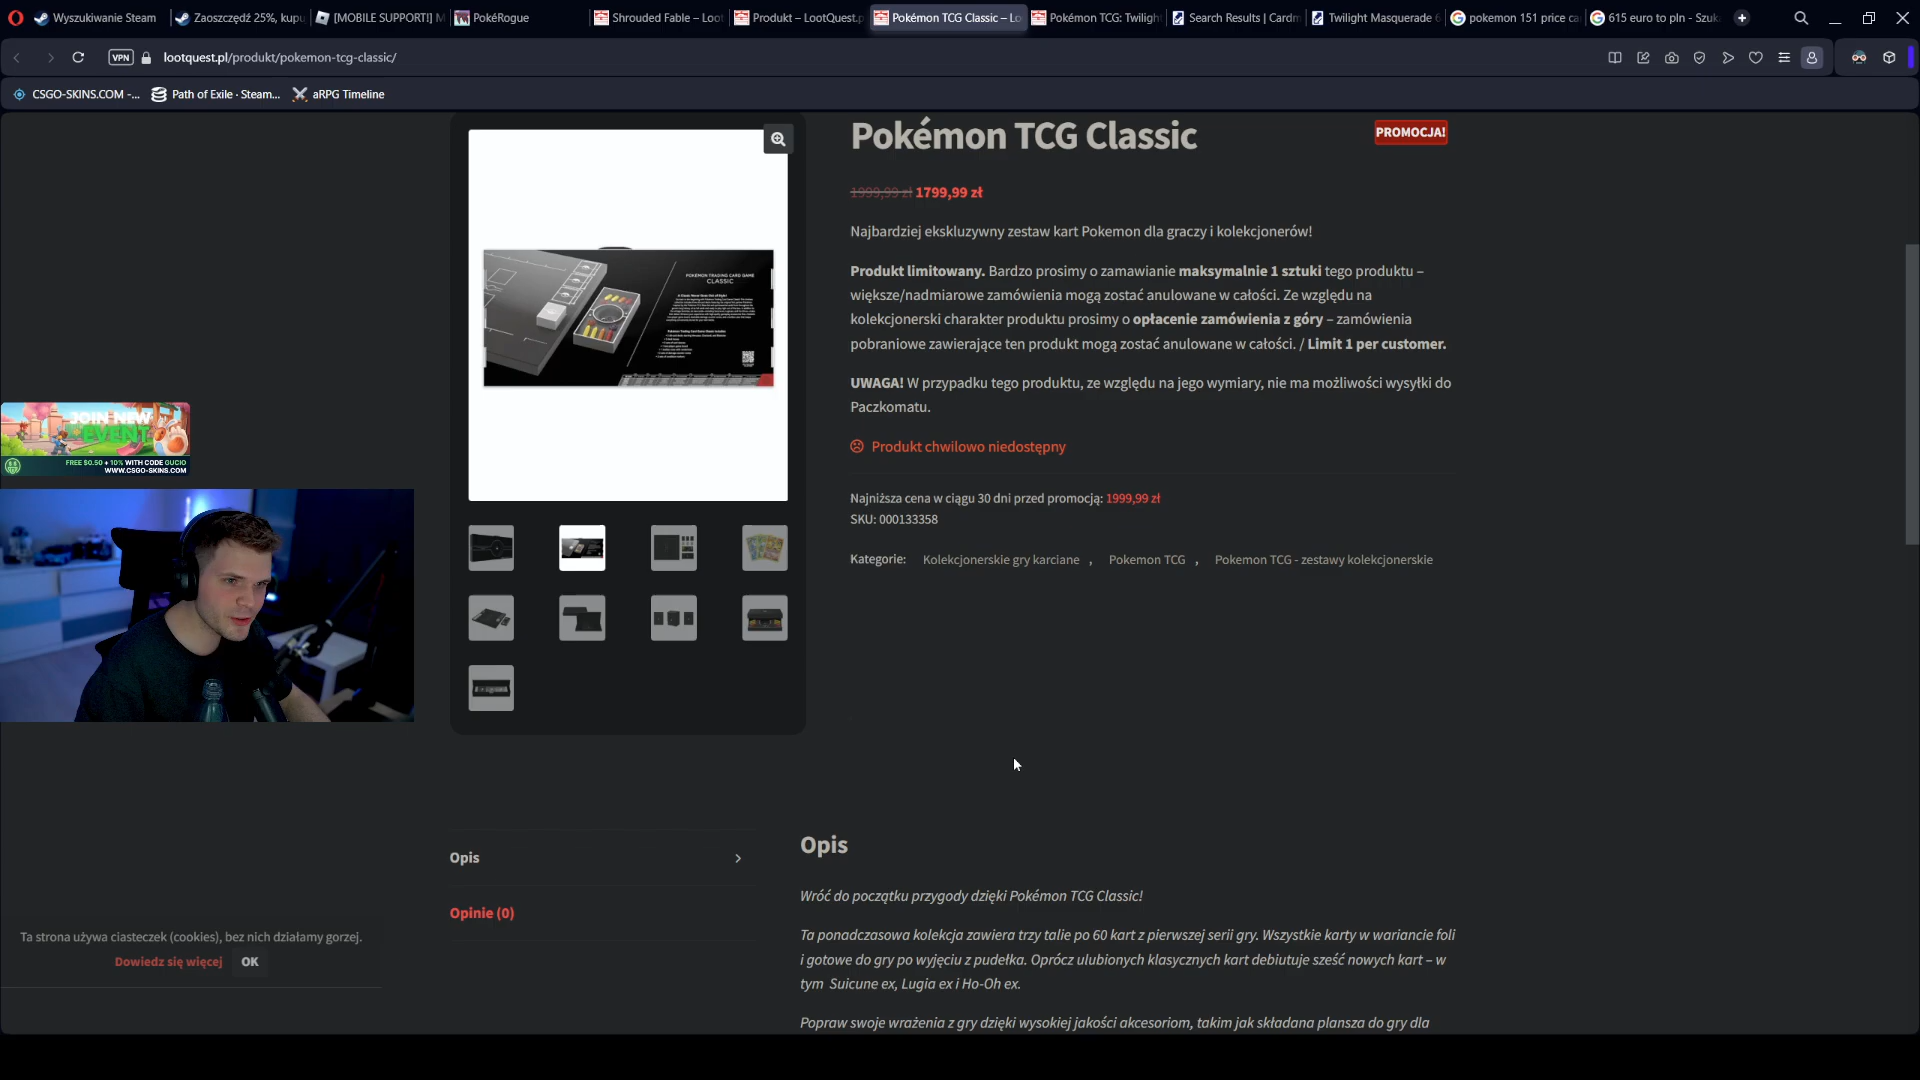 Wyszukiwanie Steam
Zaoszczędź 25%, kupu
[MOBILE SUPPORT!] M
PokéRogue
Shrouded Fable – Loot
Produkt – LootQuest.p
Pokémon TCG Classic – Lo
Pokémon TCG: Twilight
Search Results | Cardm
Twilight Masquerade 6
pokemon 151 price ca
615 euro to pln - Szuk
VPN
lootquest.pl/produkt/pokemon-tcg-classic/
CSGO-SKINS.COM -...
Path of Exile · Steam...
aRPG Timeline
Pokémon TCG Classic
PROMOCJA!
1999,99 zł 1799,99 zł
Najbardziej ekskluzywny zestaw kart Pokemon dla graczy i kolekcjonerów!
Produkt limitowany. Bardzo prosimy o zamawianie maksymalnie 1 sztuki tego produktu –
większe/nadmiarowe zamówienia mogą zostać anulowane w całości. Ze względu na
kolekcjonerski charakter produktu prosimy o opłacenie zamówienia z góry – zamówienia
pobraniowe zawierające ten produkt mogą zostać anulowane w całości. / Limit 1 per customer.
UWAGA! W przypadku tego produktu, ze względu na jego wymiary, nie ma możliwości wysyłki do
Paczkomatu.
Produkt chwilowo niedostępny
Najniższa cena w ciągu 30 dni przed promocją: 1999,99 zł
SKU: 000133358
Kategorie: Kolekcjonerskie gry karciane , Pokemon TCG , Pokemon TCG - zestawy kolekcjonerskie
POKÉMON TRADING CARD GAME
CLASSIC
JOIN NEW
EVENT
FREE $0.50 + 10% WITH CODE GUCIO
WWW.CSGO-SKINS.COM
Opis
Opinie (0)
Opis
Wróć do początku przygody dzięki Pokémon TCG Classic!
Ta ponadczasowa kolekcja zawiera trzy talie po 60 kart z pierwszej serii gry. Wszystkie karty w wariancie foli
i gotowe do gry po wyjęciu z pudełka. Oprócz ulubionych klasycznych kart debiutuje sześć nowych kart – w
tym Suicune ex, Lugia ex i Ho-Oh ex.
Popraw swoje wrażenia z gry dzięki wysokiej jakości akcesoriom, takim jak składana plansza do gry dla
Ta strona używa ciasteczek (cookies), bez nich działamy gorzej.
Dowiedz się więcej OK